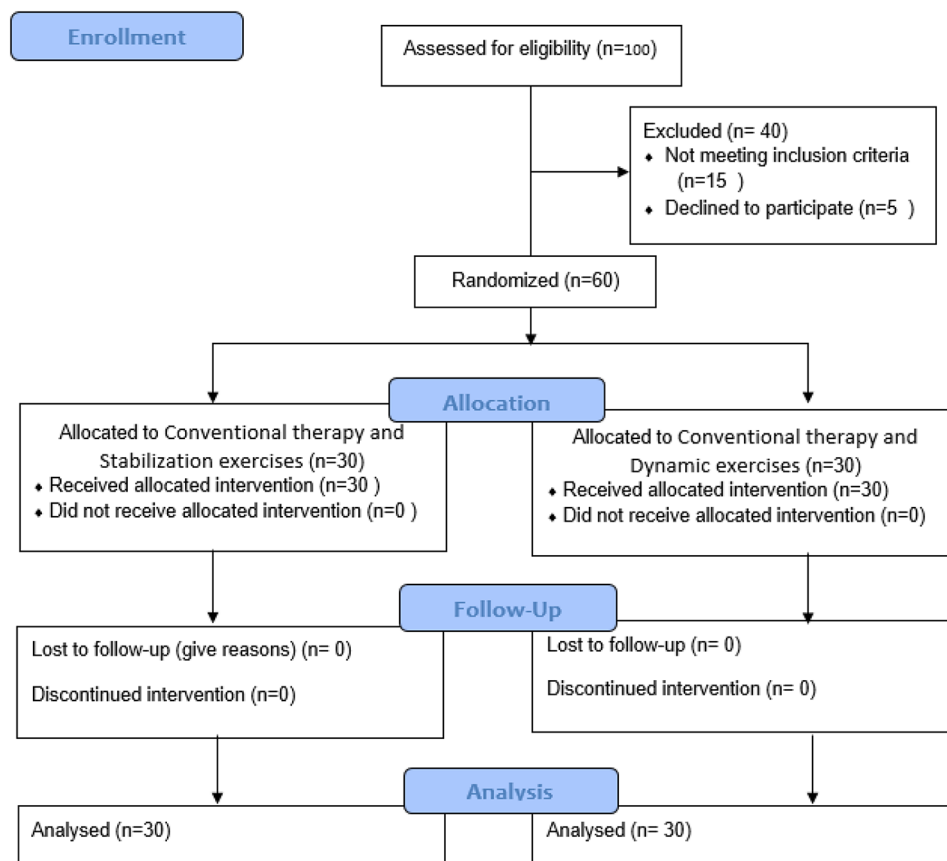 Enrollment
Assessed for eligibility (n=100)
Excluded (n= 40)
♦ Not meeting inclusion criteria
(n=15 )
♦ Declined to participate (n=5 )
Randomized (n=60)
Allocation
Allocated to Conventional therapy and
Stabilization exercises (n=30)
♦ Received allocated intervention (n=30 )
♦ Did not receive allocated intervention (n=0 )
Allocated to Conventional therapy and
Dynamic exercises (n=30)
♦ Received allocated intervention (n=30)
♦ Did not receive allocated intervention (n=0)
Follow-Up
Lost to follow-up (give reasons) (n= 0)
Discontinued intervention (n=0)
Lost to follow-up (n= 0)
Discontinued intervention (n= 0)
Analysis
Analysed (n=30)
Analysed (n= 30)